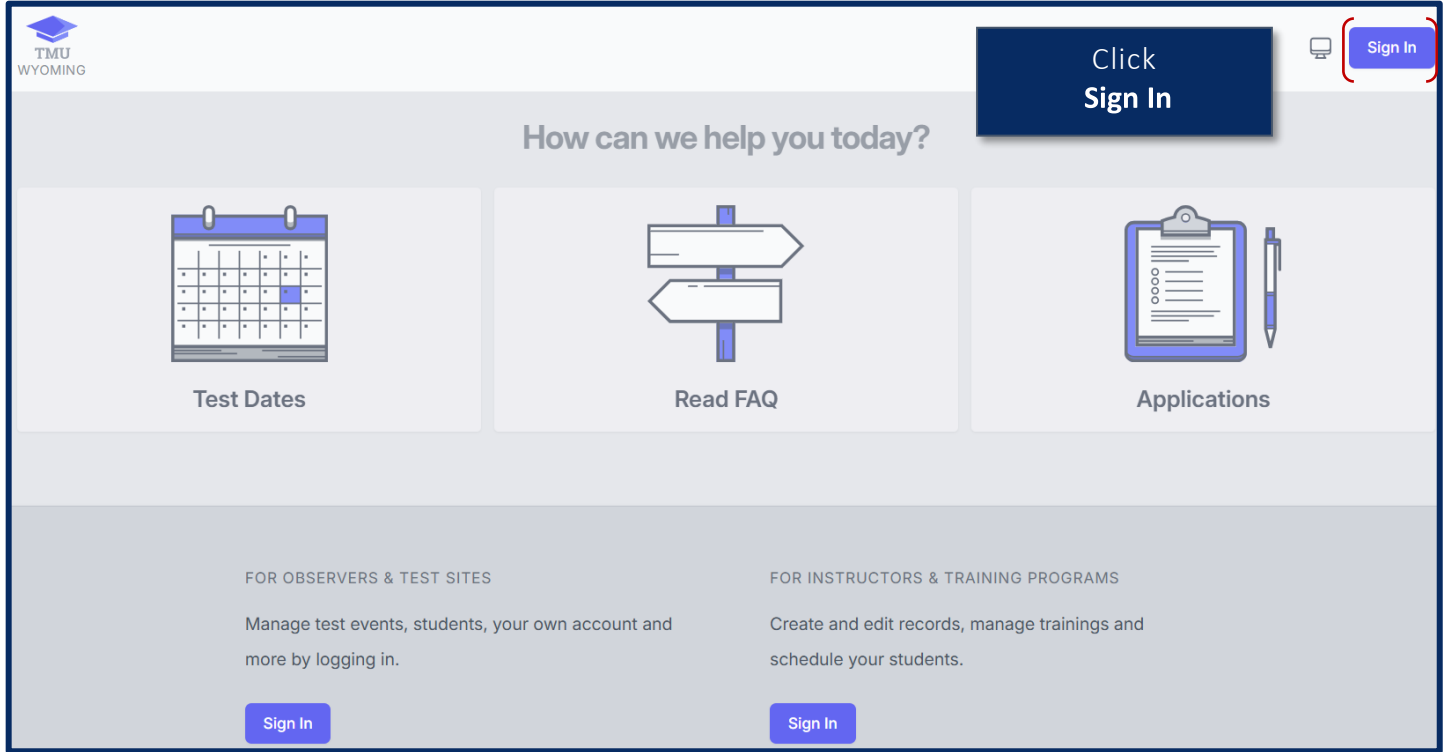 TMU
WYOMING
Click
Sign In
Sign In
How can we help you today?
Test Dates
Read FAQ
Applications
FOR OBSERVERS & TEST SITES
Manage test events, students, your own account and
more by logging in.
Sign In
FOR INSTRUCTORS & TRAINING PROGRAMS
Create and edit records, manage trainings and
schedule your students.
Sign In